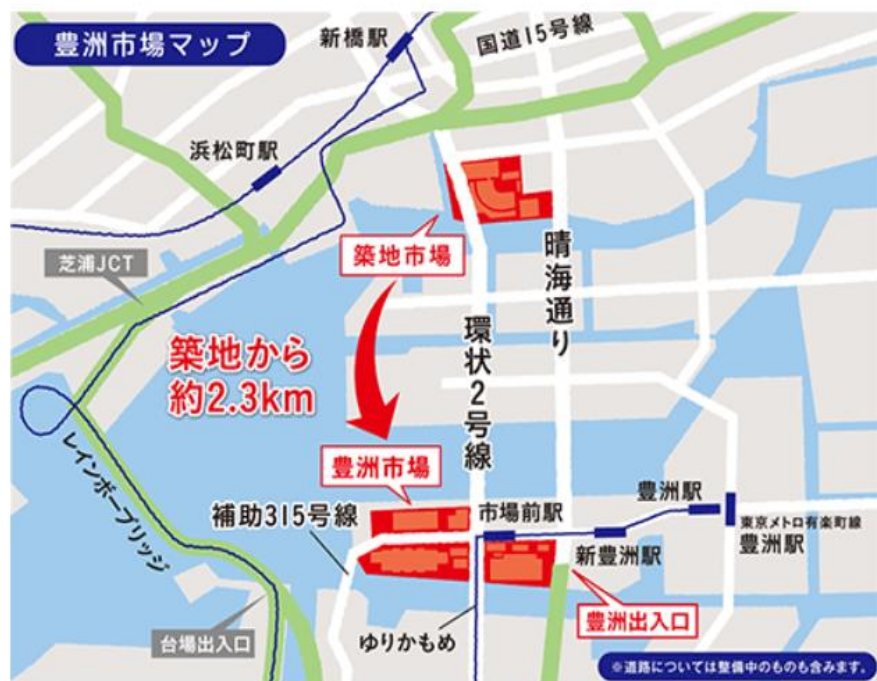 豊洲市場マップ
新橋駅
国道15号線
浜松町駅
築地市場
芝浦JCT
晴海通り
環状2号線
築地から
約2.3km
豊洲市場
レインボーブリッジ
補助315号線
市場前駅
豊洲駅
東京メトロ有楽町線
豊洲駅
新豊洲駅
豊洲出入口
ゆりかもめ
台場出入口
※道路については整備中のものも含みます。